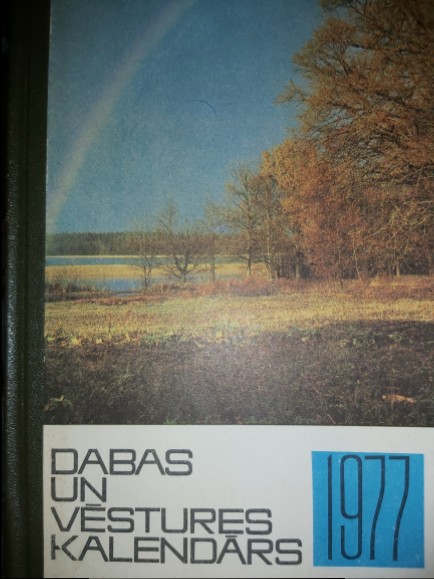 DABAS
UN
VĒSTURES
KALENDĀRS
1977